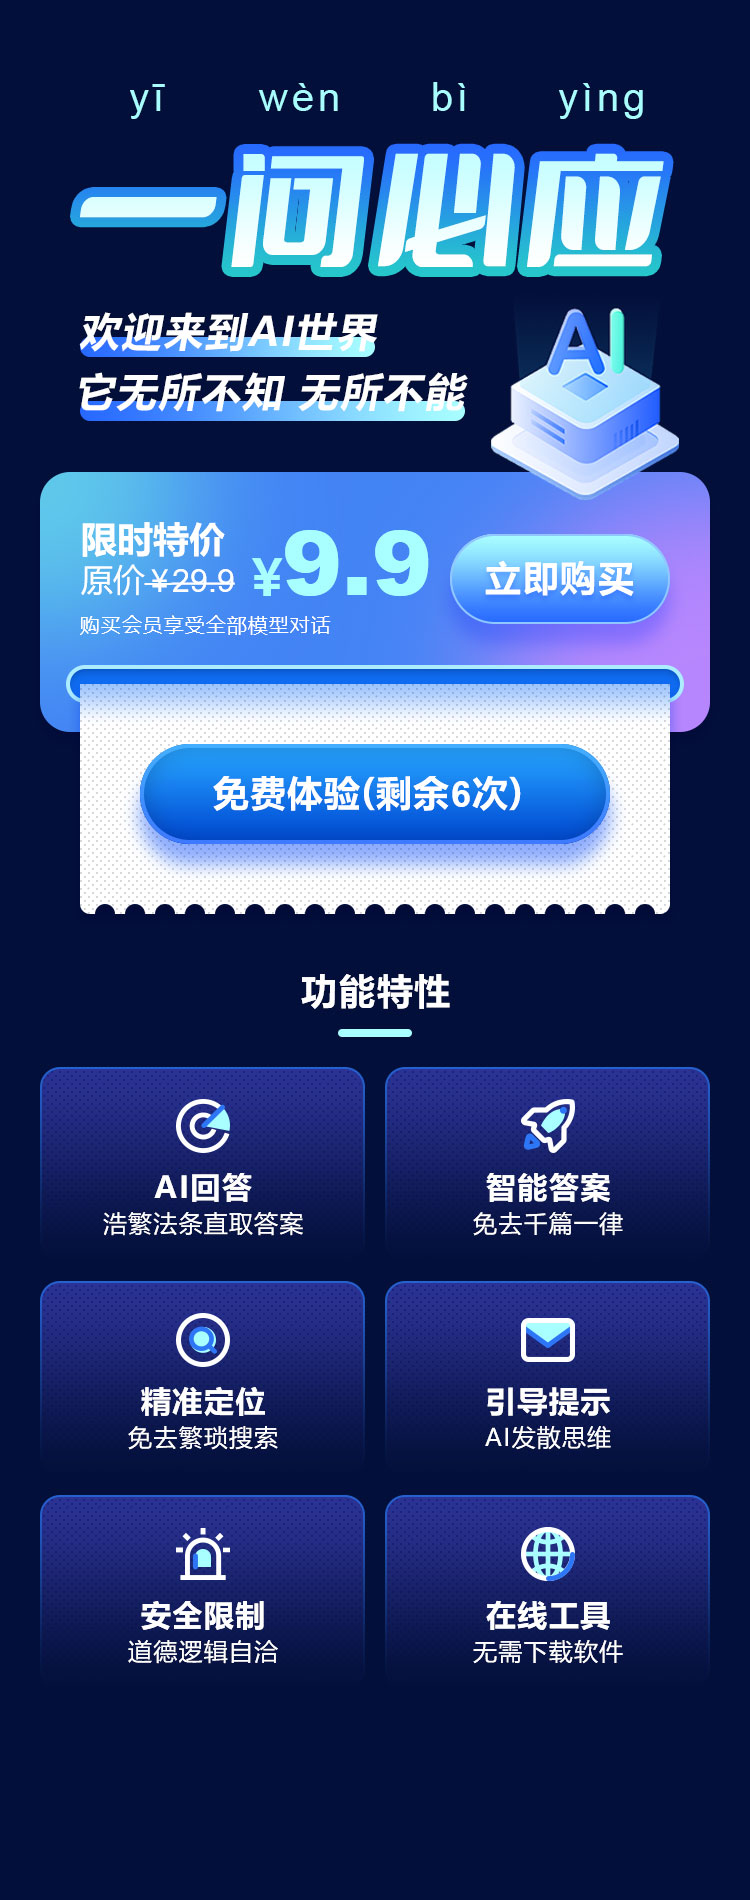 yī wèn bì yìng
一问必应
欢迎来到AI世界
它无所不知 无所不能
AI
限时特价
原价¥29.9
¥9.9
立即购买
购买会员享受全部模型对话
免费体验(剩余6次)
功能特性
AI回答
浩繁法条直取答案
智能答案
免去千篇一律
精准定位
免去繁琐搜索
引导提示
AI发散思维
安全限制
道德逻辑自洽
在线工具
无需下载软件